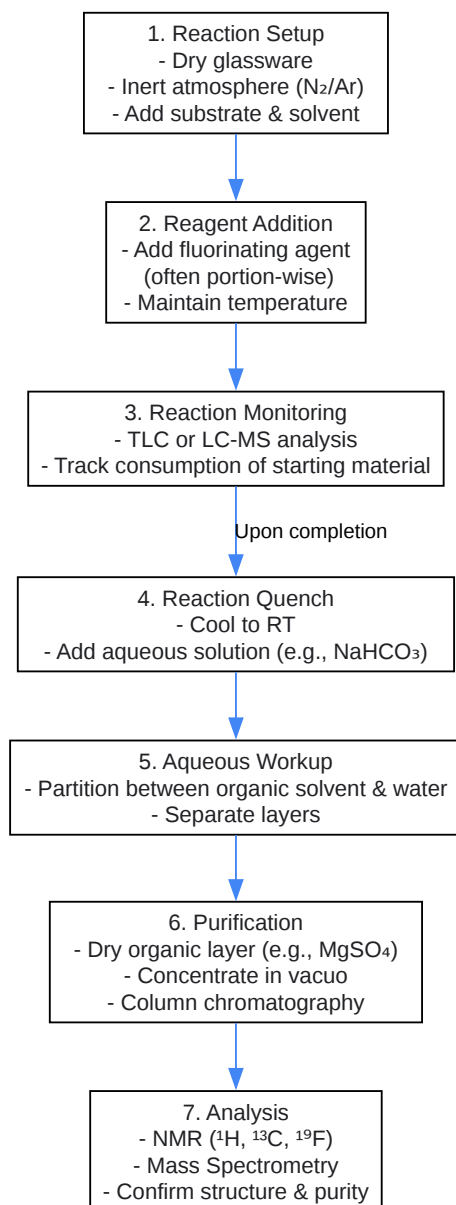 1. Reaction Setup
- Dry glassware
- Inert atmosphere (N₂/Ar)
- Add substrate & solvent
2. Reagent Addition
- Add fluorinating agent
(often portion-wise)
- Maintain temperature
3. Reaction Monitoring
- TLC or LC-MS analysis
- Track consumption of starting material
Upon completion
4. Reaction Quench
- Cool to RT
- Add aqueous solution (e.g., NaHCO₃)
5. Aqueous Workup
- Partition between organic solvent & water
- Separate layers
6. Purification
- Dry organic layer (e.g., MgSO₄)
- Concentrate in vacuo
- Column chromatography
7. Analysis
- NMR (¹H, ¹³C, ¹⁹F)
- Mass Spectrometry
- Confirm structure & purity